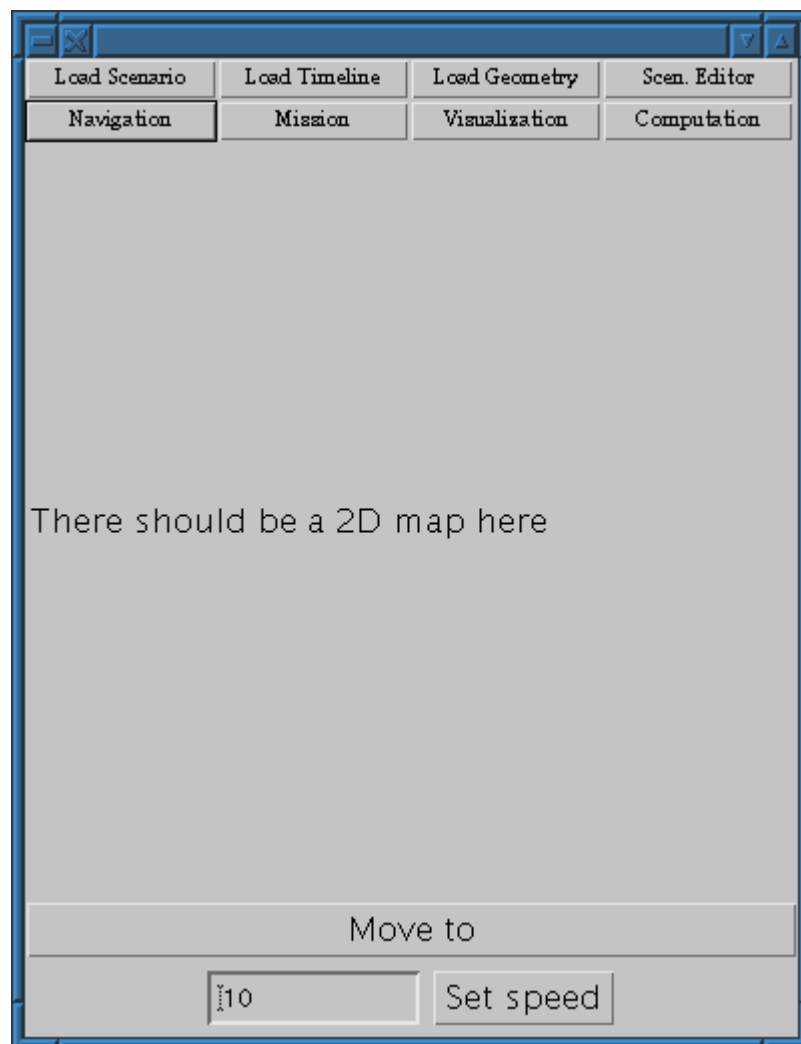 Load Scenario Load Timeline Load Geometry Scen. Editor
Navigation Mission Visualization Computation
There should be a 2D map here
Move to
10 Set speed